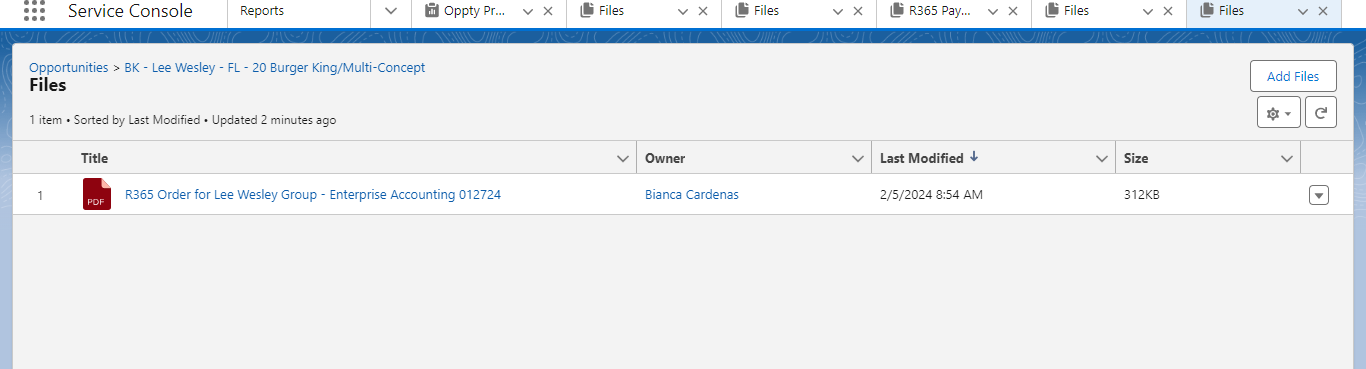 Service Console Reports Oppty Pr... Files Files R365 Pay... Files Files
Opportunities > BK - Lee Wesley - FL - 20 Burger King/Multi-Concept
Files
Add Files
1 item • Sorted by Last Modified • Updated 2 minutes ago
Title Owner Last Modified Size
1 PDF R365 Order for Lee Wesley Group - Enterprise Accounting 012724 Bianca Cardenas 2/5/2024 8:54 AM 312KB